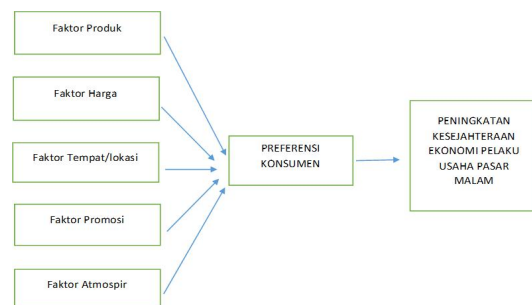 Faktor Produk
Faktor Harga
Faktor Tempat/lokasi
Faktor Promosi
Faktor Atmospir
PREFERENSI
KONSUMEN
PENINGKATAN
KESEJAHTERAAN
EKONOMI PELAKU
USAHA PASAR
MALAM